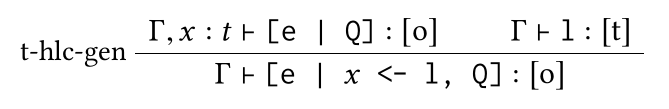 Γ, x : t ⊢ [e | Q] : [o] Γ ⊢ l : [t]
t-hlc-gen
Γ ⊢ [e | x <- l, Q] : [o]